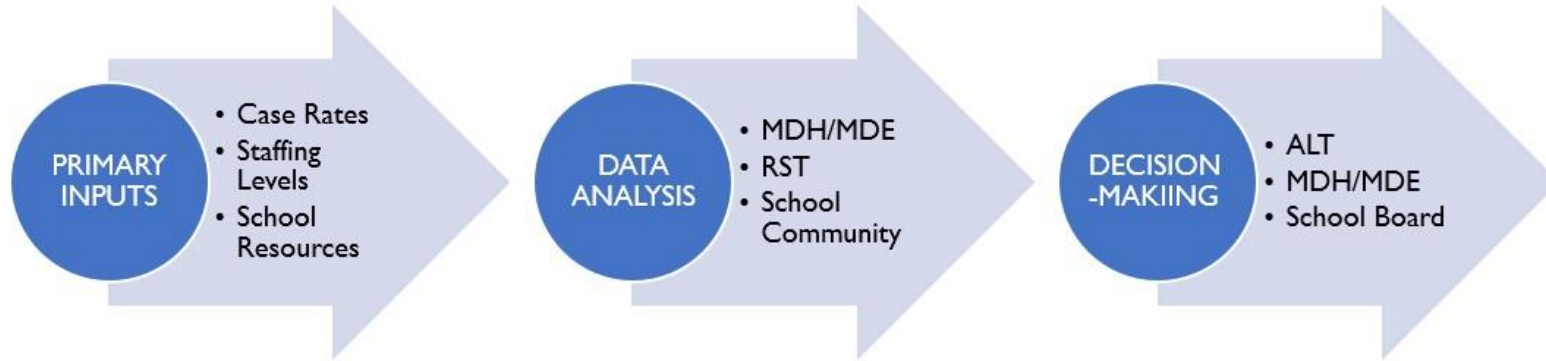 PRIMARY
INPUTS
• Case Rates
• Staffing
Levels
• School
Resources
DATA
ANALYSIS
• MDH/MDE
• RST
• School
Community
DECISION
-MAKIING
• ALT
• MDH/MDE
• School Board